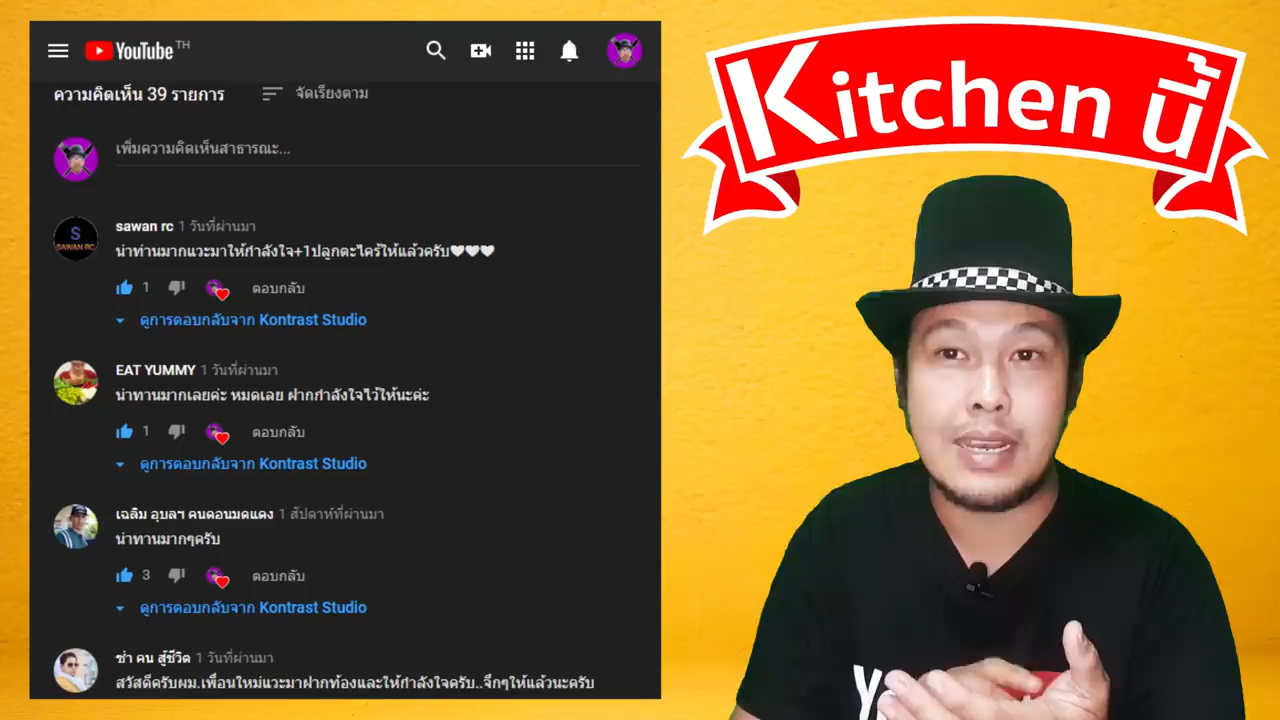 YouTube TH
ความคิดเห็น 39 รายการ จัดเรียงตาม
เพิ่มความคิดเห็นสาธารณะ...
sawan rc 1 วันที่ผ่านมา
น่าท่านมากแวะมาให้กำลังใจ+1ปลูกตะไคร้ให้แล้วครับ♥♥♥
1 ตอบกลับ
ดูการตอบกลับจาก Kontrast Studio
EAT YUMMY 1 วันที่ผ่านมา
น่าทานมากเลยค่ะ หมดเลย ฝากกำลังใจไว้ให้นะค่ะ
1 ตอบกลับ
ดูการตอบกลับจาก Kontrast Studio
เฉลิม อุบลฯ คนตอนมดแดง 1 สัปดาห์ที่ผ่านมา
น่าทานมากๆครับ
3 ตอบกลับ
ดูการตอบกลับจาก Kontrast Studio
ช่ำ คน สู้ชีวิต 1 วันที่ผ่านมา
สวัสดีครับผม.เพื่อนใหม่แวะมาฝากท้องและให้กำลังใจครับ..จึกๆให้แล้วนะครับ
S
SAWAN RC
Kitchen นี้